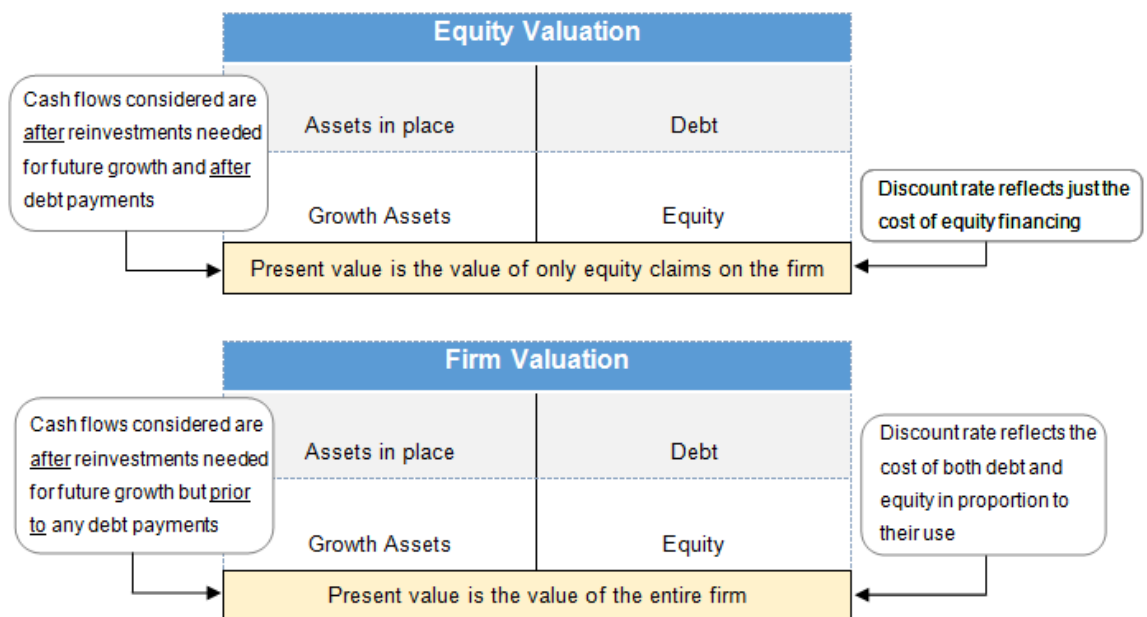 Equity Valuation
Cash flows considered are
after reinvestments needed
for future growth and after
debt payments
Assets in place
Debt
Growth Assets
Equity
Discount rate reflects just the
cost of equity financing
Present value is the value of only equity claims on the firm
Firm Valuation
Cash flows considered are
after reinvestments needed
for future growth but prior
to any debt payments
Assets in place
Debt
Growth Assets
Equity
Discount rate reflects the
cost of both debt and
equity in proportion to
their use
Present value is the value of the entire firm